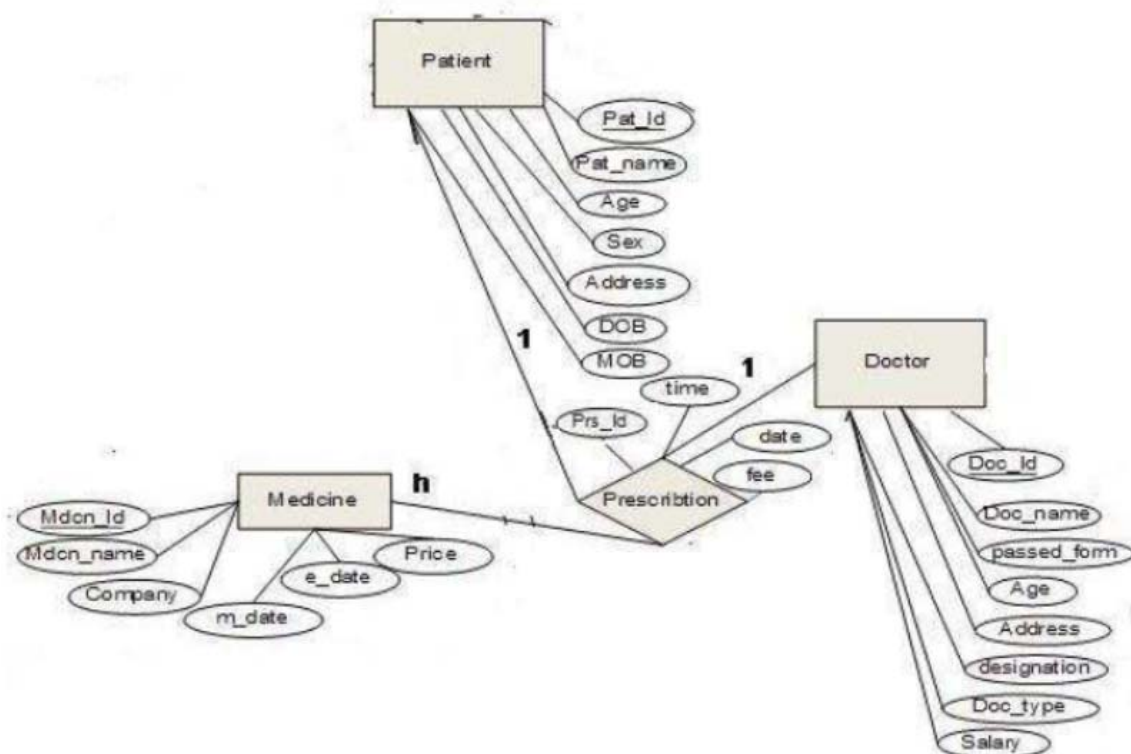 Patient
Pat_Id
Pat_name
Age
Sex
Address
DOB
MOB
1
1
time
Doctor
Prs_Id
date
fee
Prescribtion
Doc_Id
Doc_name
passed_form
Age
Address
designation
Doc_type
Salary
h
Medicine
Mdcn_Id
Mdcn_name
Company
m_date
e_date
Price